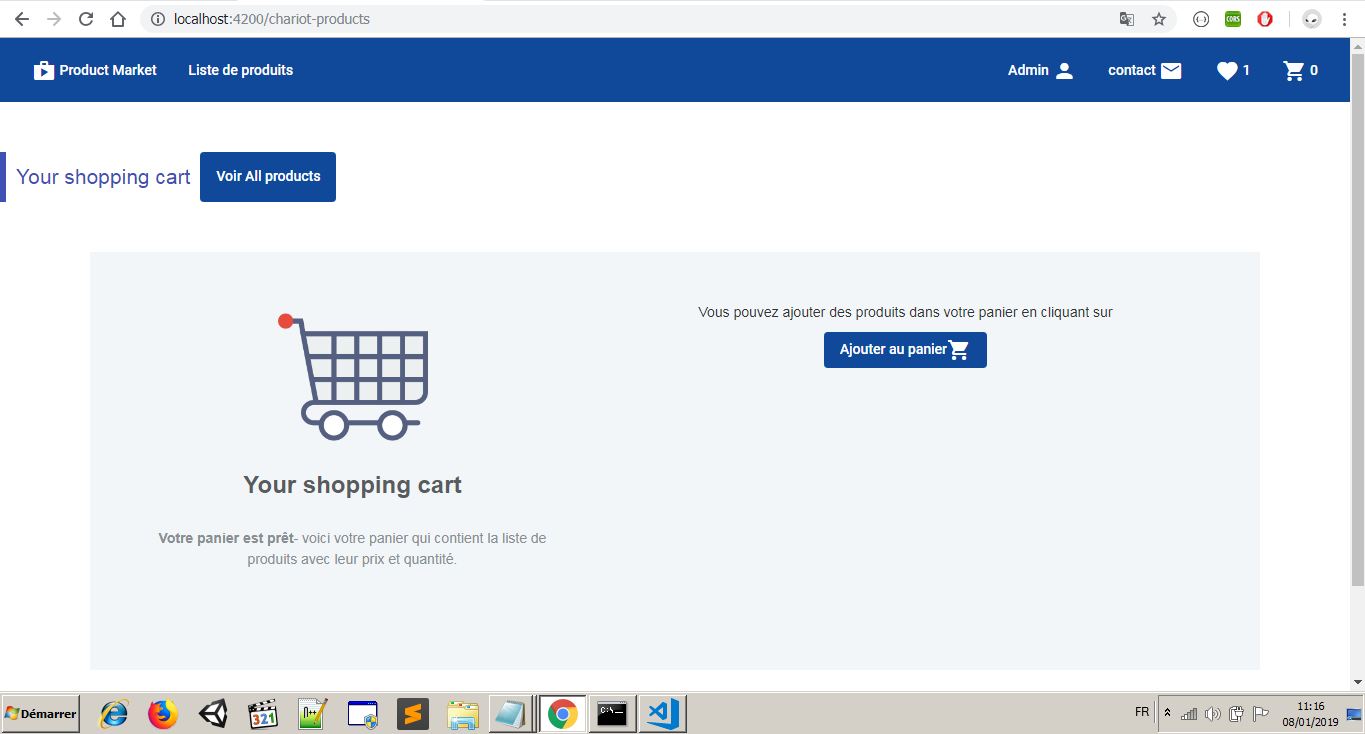 localhost:4200/chariot-products
CORS
Product Market Liste de produits Admin contact 1 0
Your shopping cart Voir All products
Vous pouvez ajouter des produits dans votre panier en cliquant sur
Ajouter au panier
Your shopping cart
Votre panier est prêt- voici votre panier qui contient la liste de
produits avec leur prix et quantité.
Démarrer 321 FR 11:16
08/01/2019